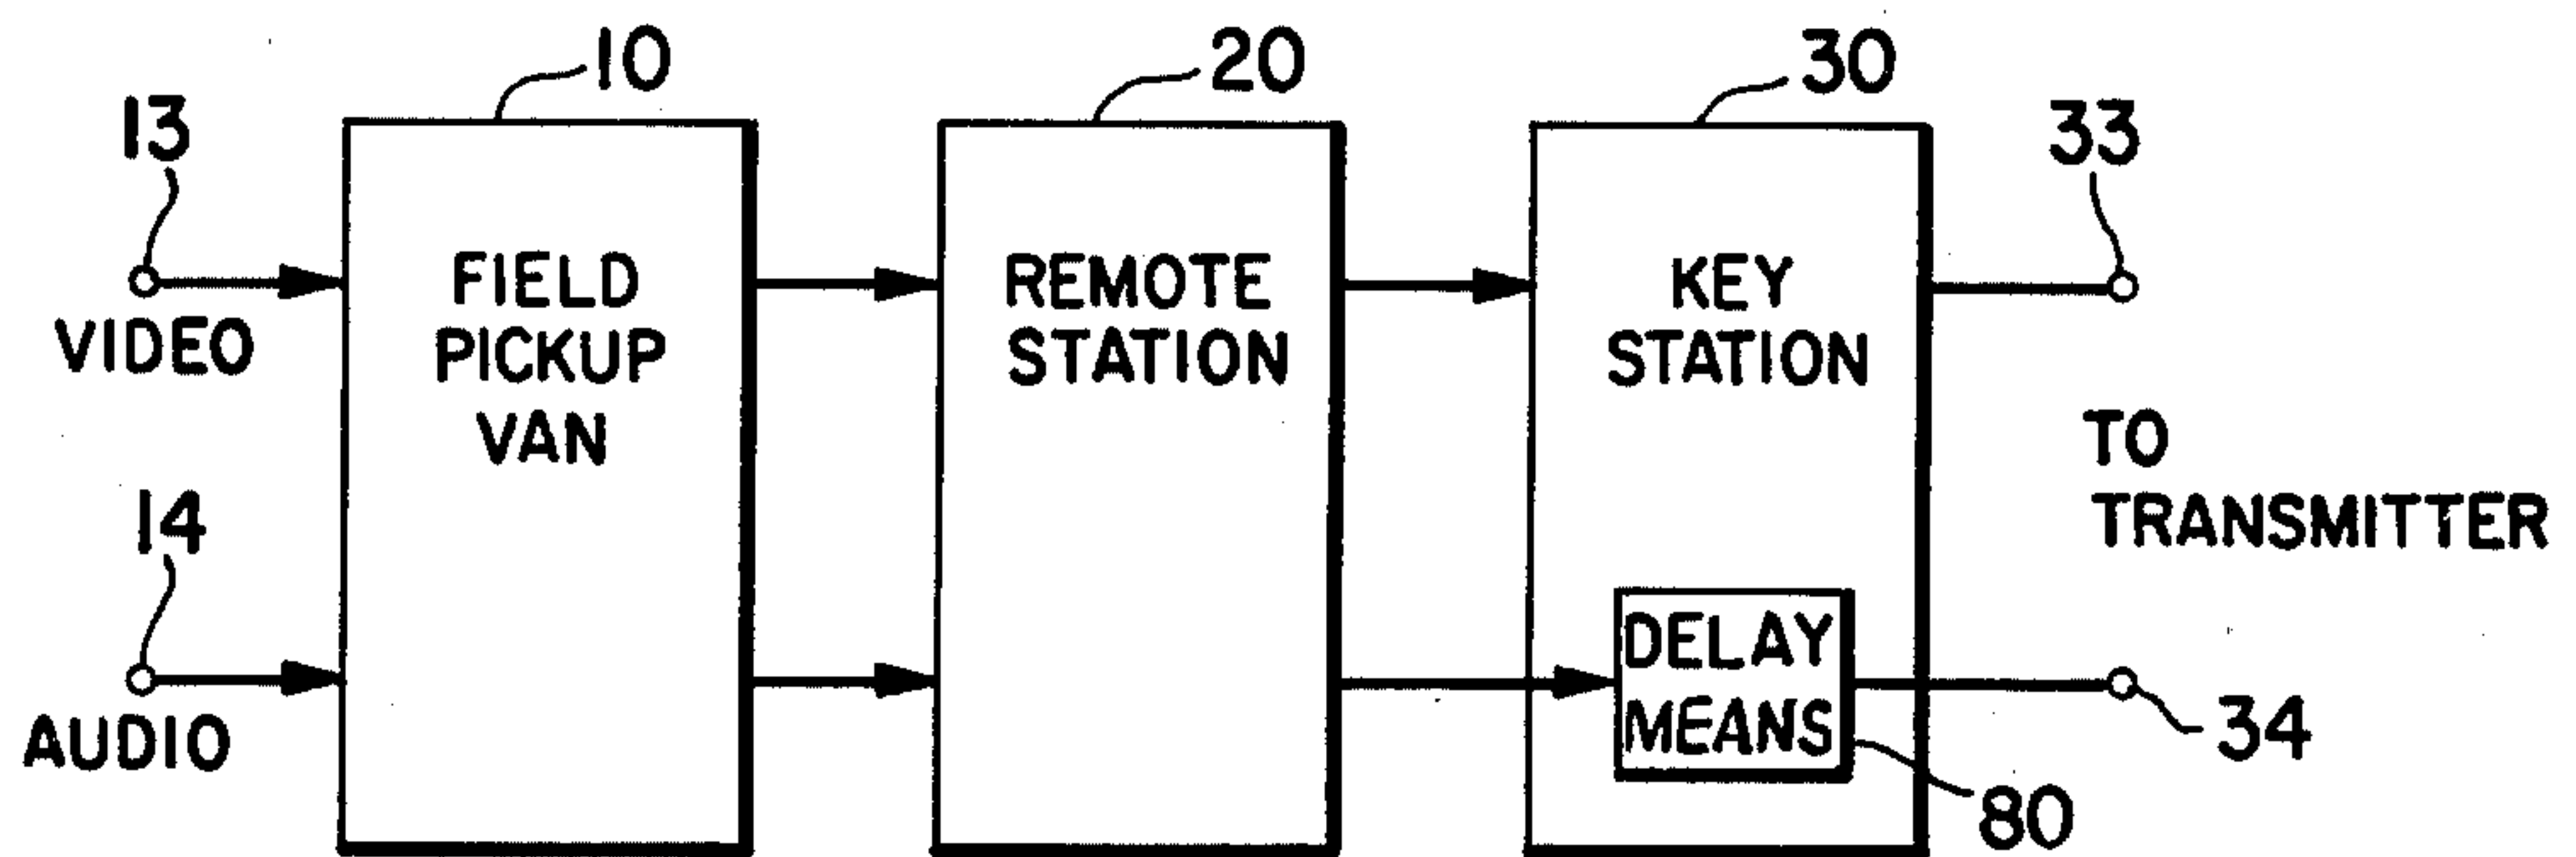 10
20
30
13
33
VIDEO
FIELD
PICKUP
VAN
REMOTE
STATION
KEY
STATION
TO
TRANSMITTER
14
AUDIO
DELAY
MEANS
34
80